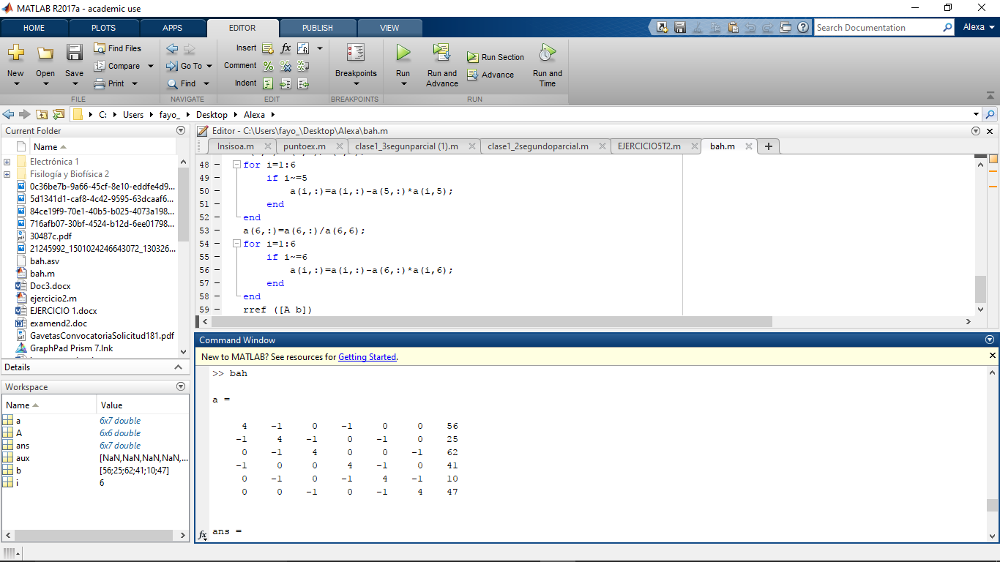 MATLAB R2017a - academic use
HOME PLOTS APPS EDITOR PUBLISH VIEW Search Documentation Alexa
New Open Save Find Files Compare Print
Go To Find
Insert fx
Comment
Indent
Breakpoints
Run Run and Advance Run Section Advance Run and Time
FILE NAVIGATE EDIT BREAKPOINTS RUN
C: Users fayo_ Desktop Alexa
Current Folder
Name
Electrónica 1
Fisilogía y Biofísica 2
0c36be7b-9a66-45cf-8e10-eddfe4d9...
5d1341d1-caf8-4c42-9595-63dcaaf6...
84ce19f9-70e1-40b5-b025-4073a198...
716afb07-30bf-4524-b12d-6ee01798...
30487c.pdf
21245992_1501024246643072_130326...
bah.asv
bah.m
Doc3.docx
ejercicio2.m
EJERCICIO 1.docx
examend2.doc
GavetasConvocatoriaSolicitud181.pdf
GraphPad Prism 7.lnk
Details
Workspace
Name Value
a 6x7 double
A 6x6 double
ans 6x7 double
aux [NaN,NaN,NaN,NaN,...
b [56;25;62;41;10;47]
i 6
Editor - C:\Users\fayo_\Desktop\Alexa\bah.m
Insisoa.m puntoex.m clase1_3segunparcial (1).m clase1_2segundoparcial.m EJERCICIO5T2.m bah.m
48 for i=1:6
49 if i~=5
50 a(i,:)=a(i,:)-a(5,:)*a(i,5);
51 end
52 end
53 a(6,:)=a(6,:)/a(6,6);
54 for i=1:6
55 if i~=6
56 a(i,:)=a(i,:)-a(6,:)*a(i,6);
57 end
58 end
59 rref ([A b])
Command Window
New to MATLAB? See resources for Getting Started.
>> bah
a =
4 -1 0 -1 0 0 56
-1 4 -1 0 -1 0 25
0 -1 4 0 0 -1 62
-1 0 0 4 -1 0 41
0 -1 0 -1 4 -1 10
0 0 -1 0 -1 4 47
ans =
fx